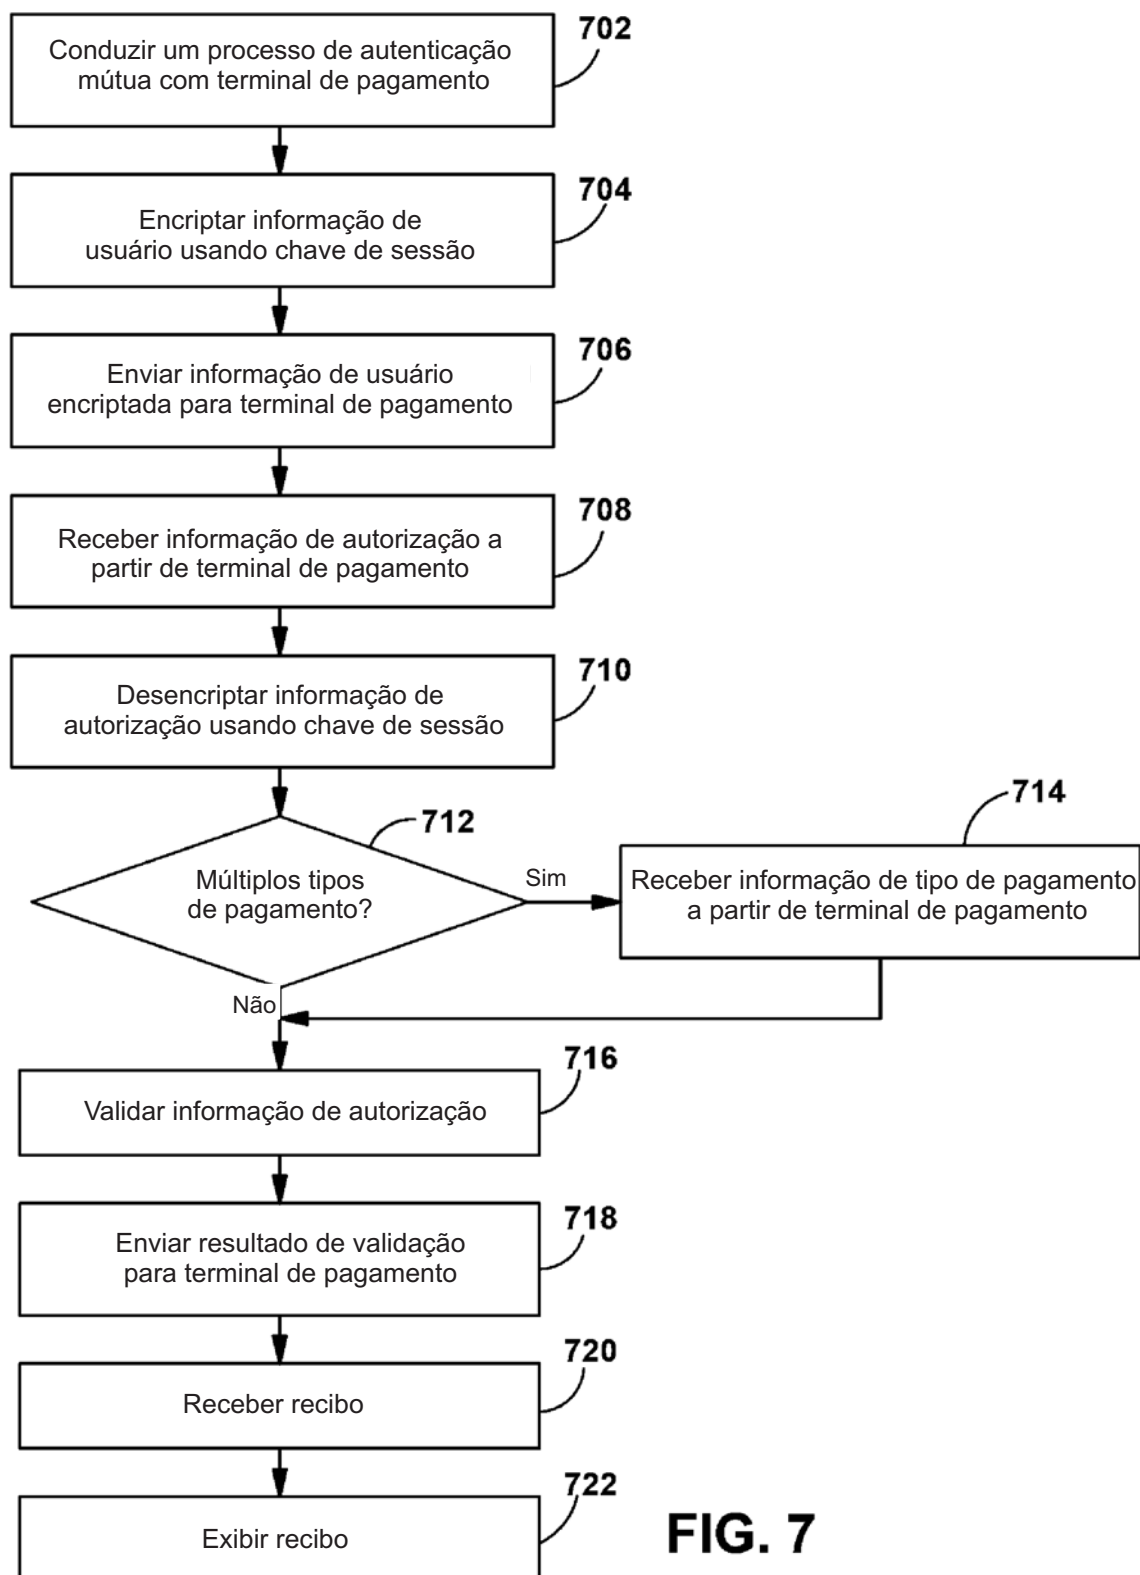 702
Conduzir um processo de autenticação
mútua com terminal de pagamento
704
Encriptar informação de
usuário usando chave de sessão
706
Enviar informação de usuário
encriptada para terminal de pagamento
708
Receber informação de autorização a
partir de terminal de pagamento
710
Desencriptar informação de
autorização usando chave de sessão
712
Múltiplos tipos
de pagamento?
Sim
714
Receber informação de tipo de pagamento
a partir de terminal de pagamento
Não
716
Validar informação de autorização
718
Enviar resultado de validação
para terminal de pagamento
720
Receber recibo
722
Exibir recibo
FIG. 7